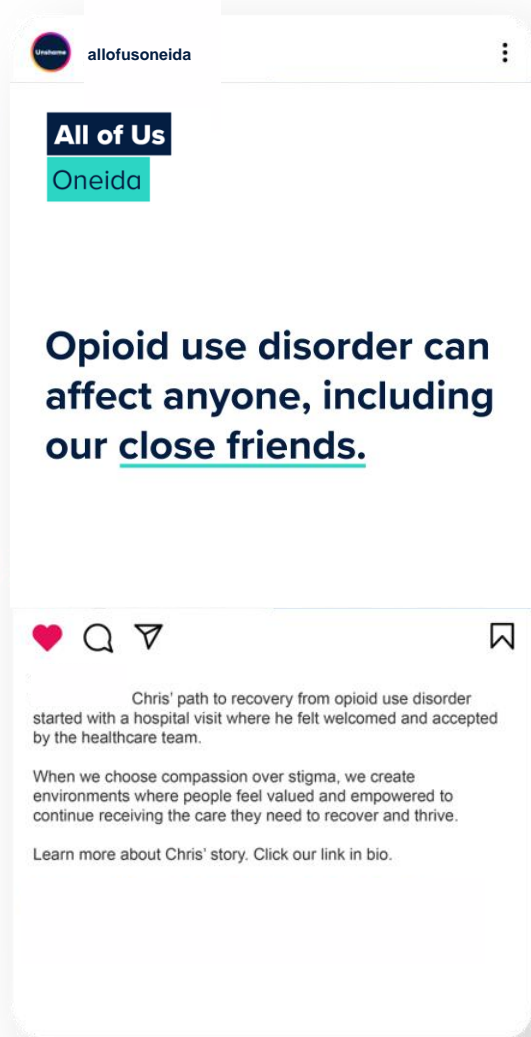 Unshame
allofusoneida
All of Us
Oneida
Opioid use disorder can
affect anyone, including
our close friends.
Chris' path to recovery from opioid use disorder
started with a hospital visit where he felt welcomed and accepted
by the healthcare team.
When we choose compassion over stigma, we create
environments where people feel valued and empowered to
continue receiving the care they need to recover and thrive.
Learn more about Chris' story. Click our link in bio.